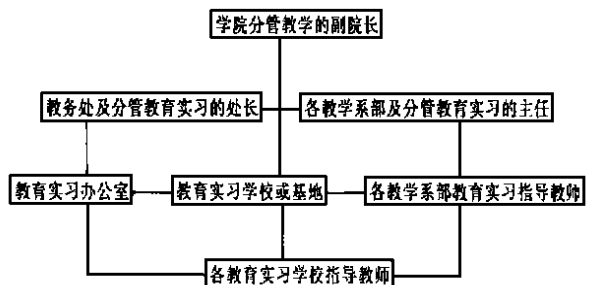 学院分管教学的副院长
教务处及分管教育实习的处长
各教学系部及分管教育实习的主任
教育实习办公室
教育实习学校或基地
各教学系部教育实习指导教师
各教育实习学校指导教师